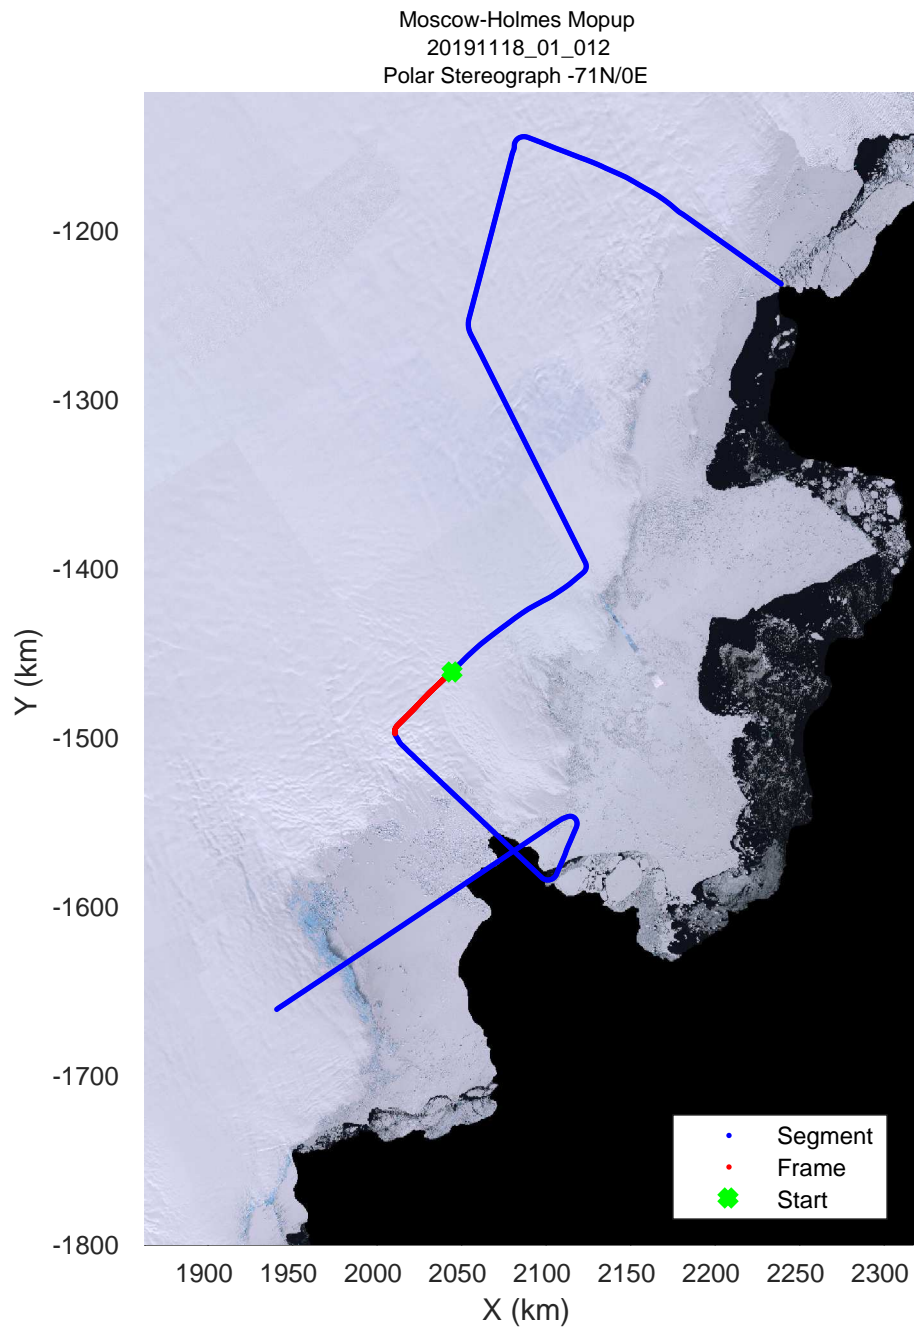 Moscow-Holmes Mopup
20191118_01_012
Polar Stereograph -71N/0E
-1200
-1300
-1400
-1500
-1600
-1700
-1800
Y (km)
Segment
Frame
Start
1900 1950 2000 2050 2100 2150 2200 2250 2300
X (km)